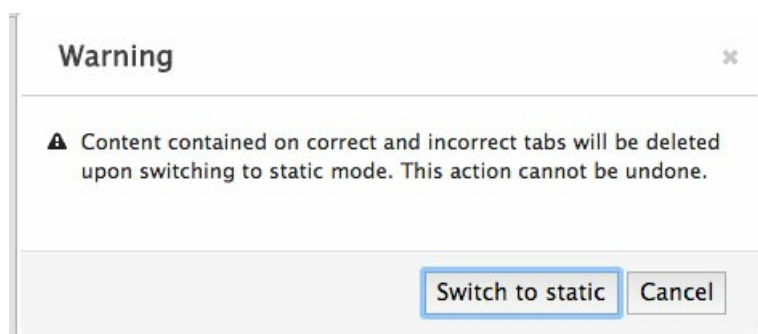 Warning
Content contained on correct and incorrect tabs will be deleted
upon switching to static mode. This action cannot be undone.
Switch to static Cancel